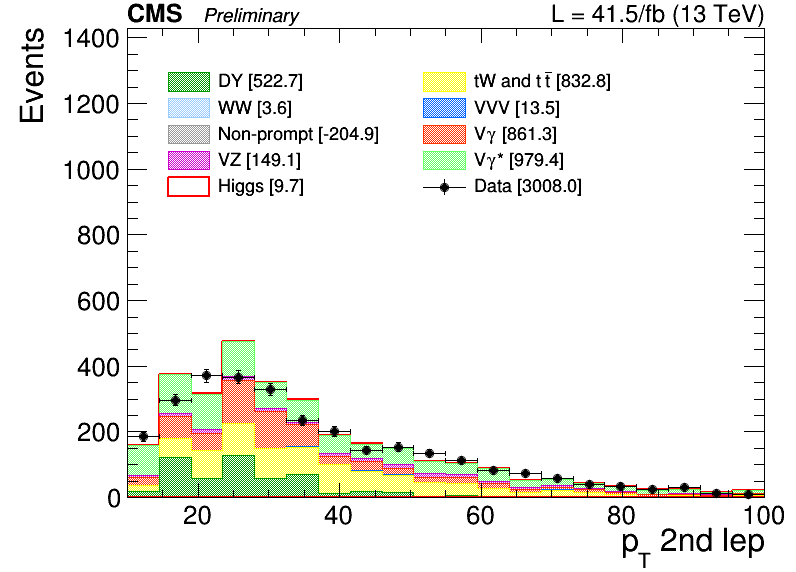 CMS Preliminary L = 41.5/fb (13 TeV)
Events
1400
1200
1000
800
600
400
200
0
DY [522.7]
WW [3.6]
Non-prompt [-204.9]
VZ [149.1]
Higgs [9.7]
tW and tt̄ [832.8]
VVV [13.5]
Vγ [861.3]
Vγ* [979.4]
Data [3008.0]
20 40 60 80 100
p_T 2nd lep